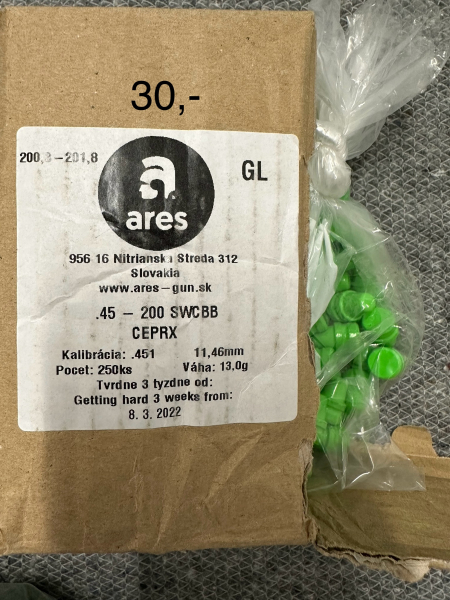 30,-
200,3-201,8
a
ares
GL
956 16 Nitrianska Streda 312
Slovakia
www.ares-gun.sk
.45 - 200 SWCBB
CEPRX
Kalibrácia: .451 11,46mm
Pocet: 250ks Váha: 13,0g
Tvrdne 3 tyzdne od:
Getting hard 3 weeks from:
8. 3. 2022